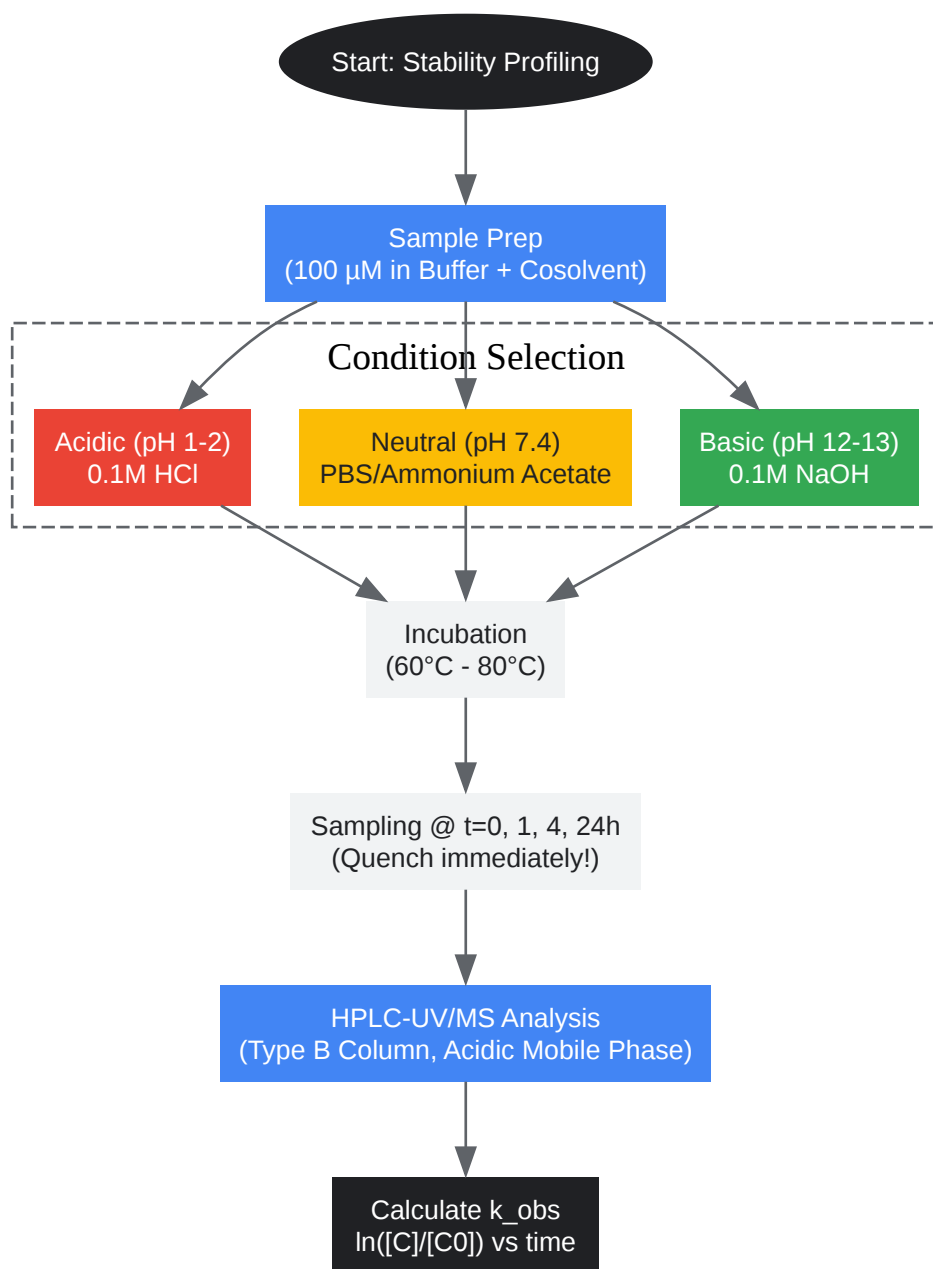 Start: Stability Profiling
Sample Prep
(100 µM in Buffer + Cosolvent)
Condition Selection
Acidic (pH 1-2)
0.1M HCl
Neutral (pH 7.4)
PBS/Ammonium Acetate
Basic (pH 12-13)
0.1M NaOH
Incubation
(60°C - 80°C)
Sampling @ t=0, 1, 4, 24h
(Quench immediately!)
HPLC-UV/MS Analysis
(Type B Column, Acidic Mobile Phase)
Calculate k_obs
ln([C]/[C0]) vs time